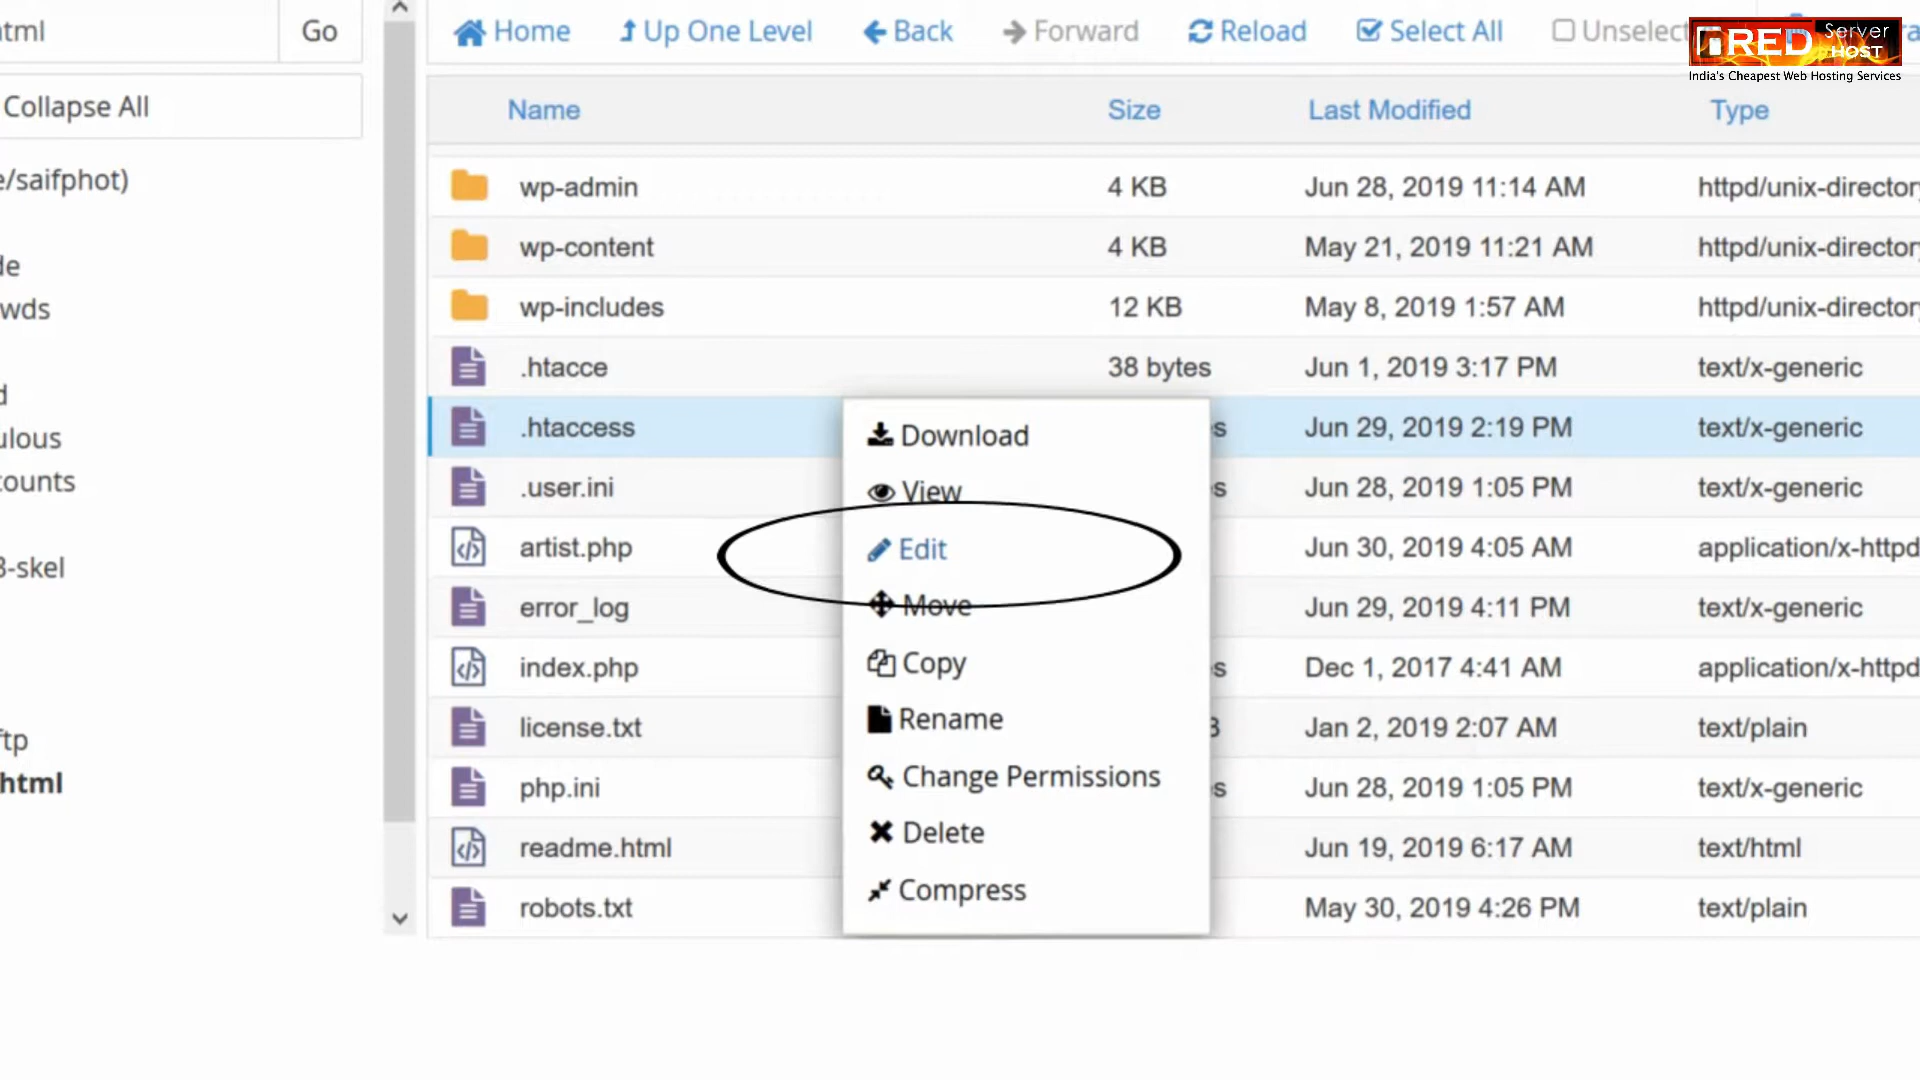 tml
Go
Home
Up One Level
Back
Forward
Reload
Select All
Unselect
RED Server HOST
India's Cheapest Web Hosting Services
Collapse All
e/saifphot)
de
wds
d
ulous
counts
3-skel
ftp
html
Name Size Last Modified Type
wp-admin 4 KB Jun 28, 2019 11:14 AM httpd/unix-directory
wp-content 4 KB May 21, 2019 11:21 AM httpd/unix-directory
wp-includes 12 KB May 8, 2019 1:57 AM httpd/unix-directory
.htacce 38 bytes Jun 1, 2019 3:17 PM text/x-generic
.htaccess s Jun 29, 2019 2:19 PM text/x-generic
.user.ini s Jun 28, 2019 1:05 PM text/x-generic
artist.php Jun 30, 2019 4:05 AM application/x-httpd
error_log Jun 29, 2019 4:11 PM text/x-generic
index.php s Dec 1, 2017 4:41 AM application/x-httpd
license.txt Jan 2, 2019 2:07 AM text/plain
php.ini s Jun 28, 2019 1:05 PM text/x-generic
readme.html Jun 19, 2019 6:17 AM text/html
robots.txt May 30, 2019 4:26 PM text/plain
Download
View
Edit
Move
Copy
Rename
Change Permissions
Delete
Compress